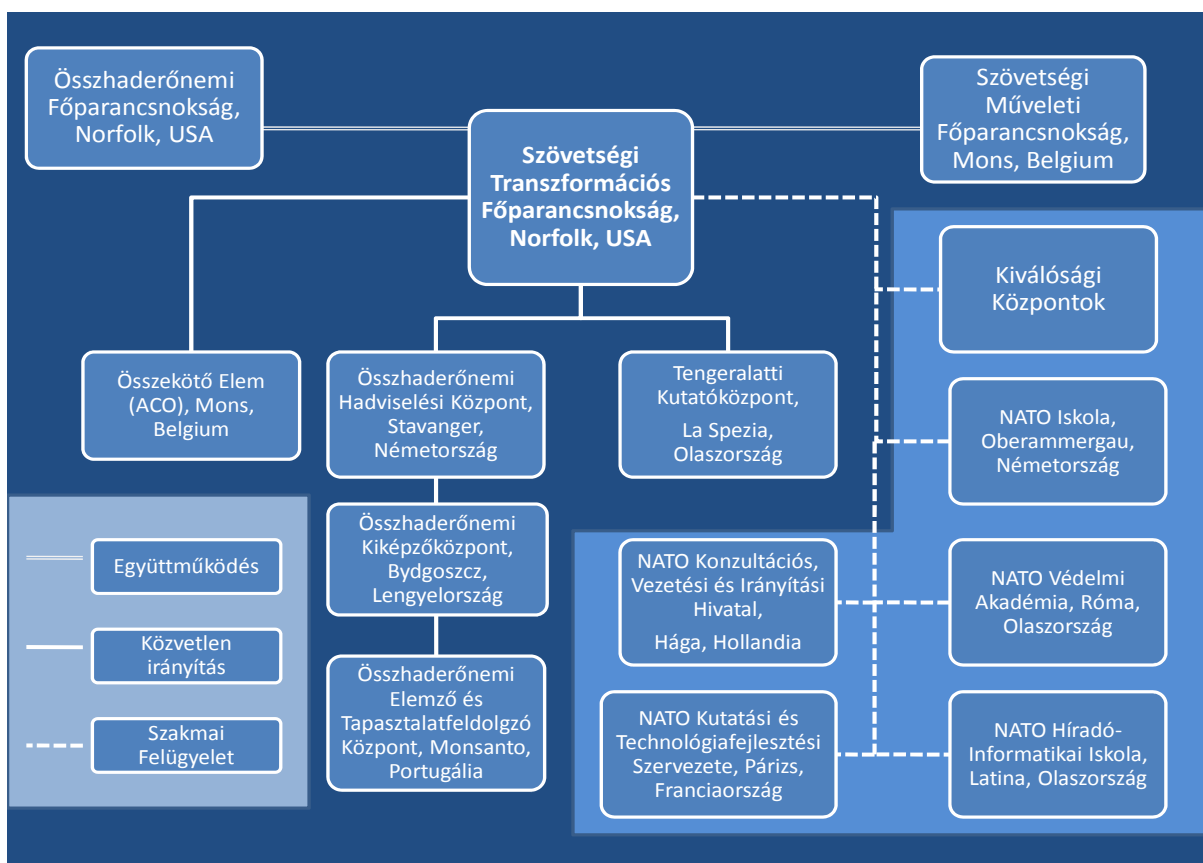 Összhaderőnemi
Főparancsnokság,
Norfolk, USA
Szövetségi
Műveleti
Főparancsnokság,
Mons, Belgium
Szövetségi
Transzformációs
Főparancsnokság,
Norfolk, USA
Kiválósági
Központok
Összekötő Elem
(ACO), Mons,
Belgium
Összhaderőnemi
Hadviselési Központ,
Stavanger,
Németország
Tengeralatti
Kutatóközpont,
La Spezia,
Olaszország
NATO Iskola,
Oberammergau,
Németország
Összhaderőnemi
Kiképzőközpont,
Bydgoszcz,
Lengyelország
NATO Konzultációs,
Vezetési és Irányítási
Hivatal,
Hága, Hollandia
NATO Védelmi
Akadémia, Róma,
Olaszország
Összhaderőnemi
Elemző és
Tapasztalatfeldolgzó
Központ, Monsanto,
Portugália
NATO Kutatási és
Technológiafejlesztési
Szervezete, Párizs,
Franciaország
NATO Híradó-
Informatikai Iskola,
Latina, Olaszország
Együttműködés
Közvetlen
irányítás
Szakmai
Felügyelet